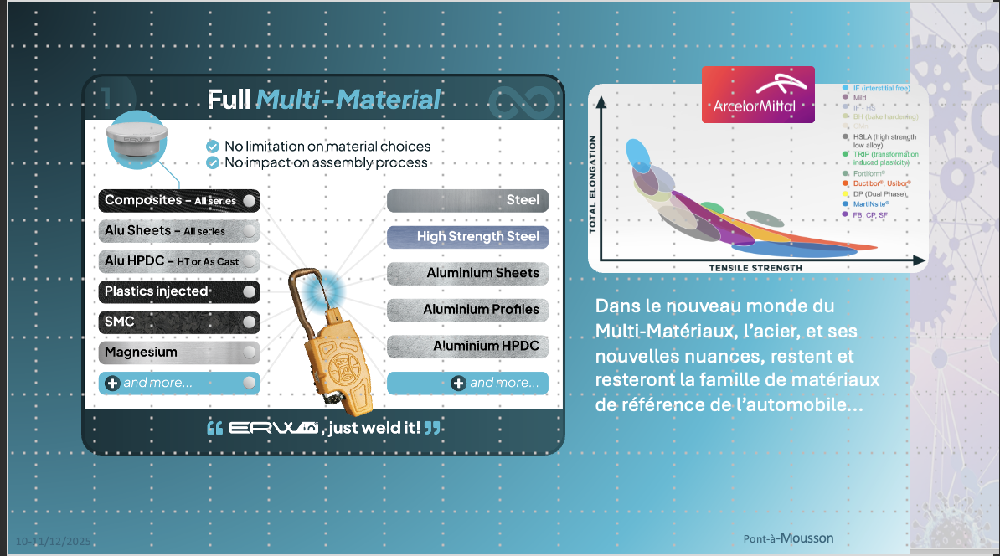 1
Full Multi-Material
ERWin
No limitation on material choices
No impact on assembly process
Composites – All series
Alu Sheets – All series
Alu HPDC – HT or As Cast
Plastics injected
SMC
Magnesium
+ and more...
Steel
High Strength Steel
Aluminium Sheets
Aluminium Profiles
Aluminium HPDC
+ and more...
“ ERWin, just weld it! ”
ArcelorMittal
TOTAL ELONGATION
TENSILE STRENGTH
IF (interstitial free)
Mild
IF - HS
BH (bake hardening)
CMn
HSLA (high strength
low alloy)
TRIP (transformation
induced plasticity)
Fortiform®
Ductibor®, Usibor®
DP (Dual Phase),
MartINsite®
FB, CP, SF
Dans le nouveau monde du
Multi-Matériaux, l’acier, et ses
nouvelles nuances, restent et
resteront la famille de matériaux
de référence de l’automobile...
10-11/12/2025
Pont-à-Mousson